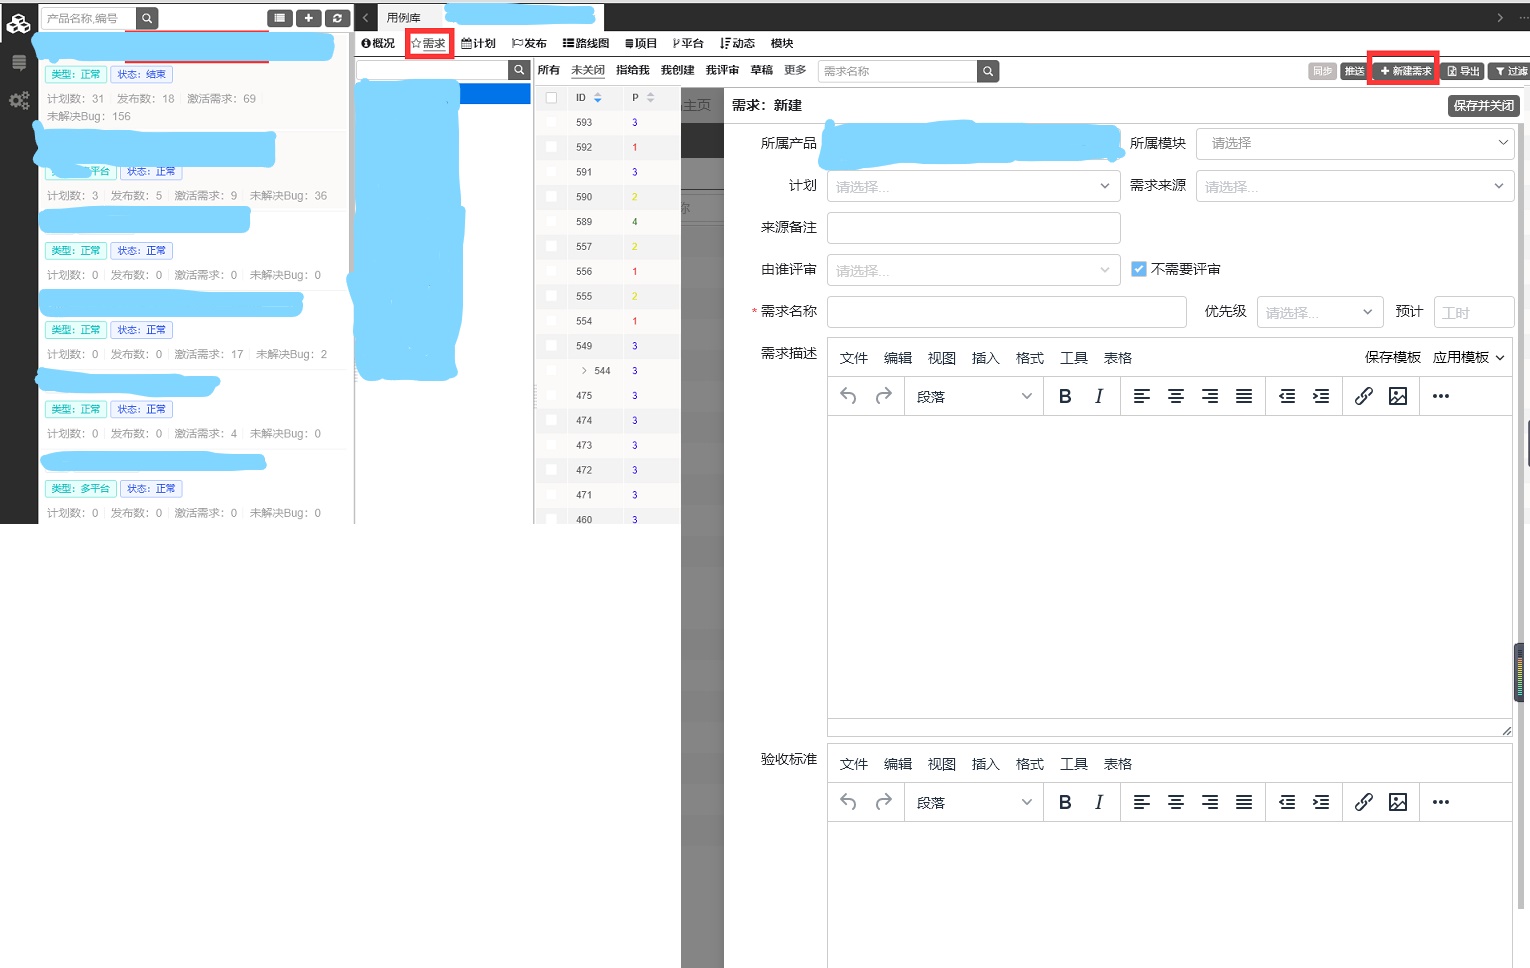 产品名称,编号
类型：正常 状态：结束
计划数：31 发布数：18 激活需求：69
未解决Bug：156
平台 状态：正常
计划数：3 发布数：5 激活需求：9 未解决Bug：36
类型：正常 状态：正常
计划数：0 发布数：0 激活需求：0 未解决Bug：0
类型：正常 状态：正常
计划数：0 发布数：0 激活需求：17 未解决Bug：2
类型：正常 状态：正常
计划数：0 发布数：0 激活需求：4 未解决Bug：0
类型：多平台 状态：正常
计划数：0 发布数：0 激活需求：0 未解决Bug：0
用例库
概况 需求 计划 发布 路线图 项目 平台 动态 模块
所有 未关闭 指给我 我创建 我评审 草稿 更多 需求名称 同步 推送 新建需求 导出 过滤
ID P
593 3
592 1
591 3
590 2
589 4
557 2
556 1
555 2
554 1
549 3
544 3
475 3
474 3
473 3
472 3
471 3
460 3
主页
称
需求：新建 保存并关闭
所属产品 所属模块 请选择
计划 请选择... 需求来源 请选择...
来源备注
由谁评审 请选择... 不需要评审
* 需求名称 优先级 请选择... 预计 工时
需求描述 文件 编辑 视图 插入 格式 工具 表格 保存模板 应用模板
段落 B I ...
验收标准 文件 编辑 视图 插入 格式 工具 表格
段落 B I ...